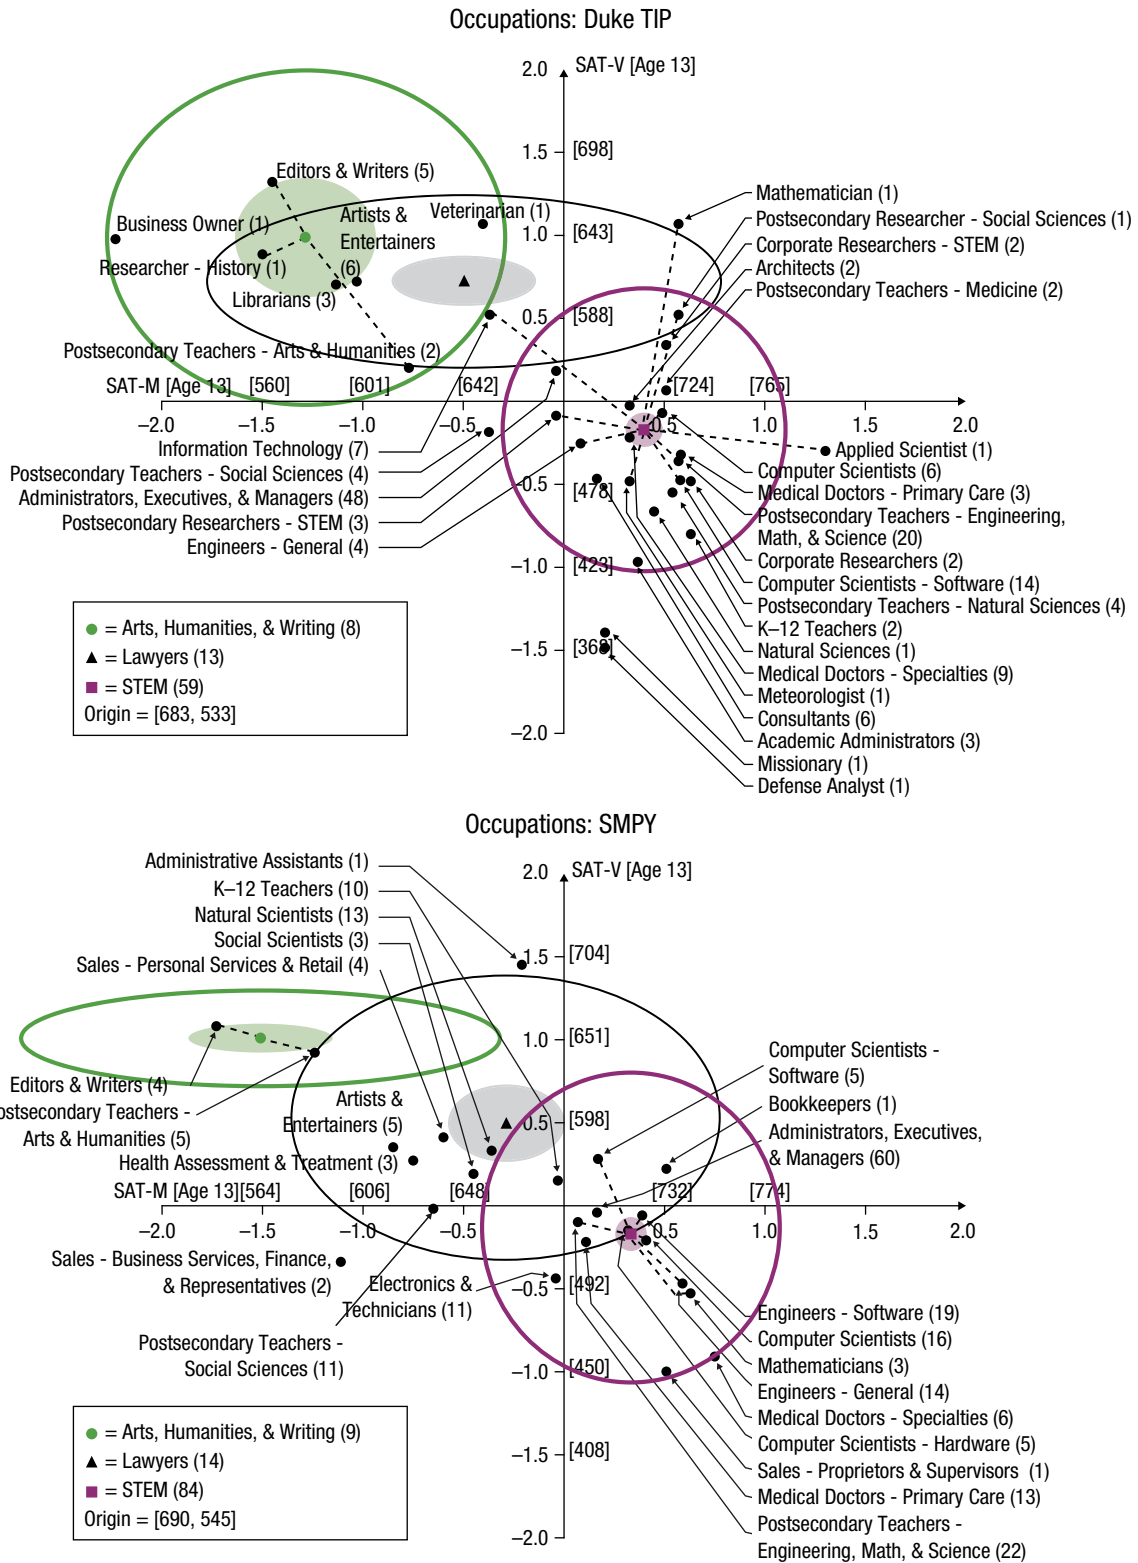 Occupations: Duke TIP
2.0
SAT-V [Age 13]
1.5
[698]
Editors & Writers (5)
Mathematician (1)
Business Owner (1)
Artists &
Entertainers
(6)
Veterinarian (1)
1.0
[643]
Postsecondary Researcher - Social Sciences (1)
Corporate Researchers - STEM (2)
Researcher - History (1)
Architects (2)
Librarians (3)
Postsecondary Teachers - Medicine (2)
0.5
[588]
Postsecondary Teachers - Arts & Humanities (2)
SAT-M [Age 13]
[560]
[601]
[642]
[724]
[765]
−2.0
−1.5
−1.0
−0.5
0.5
1.0
1.5
2.0
Information Technology (7)
Applied Scientist (1)
Postsecondary Teachers - Social Sciences (4)
Computer Scientists (6)
Administrators, Executives, & Managers (48)
−0.5
[478]
Medical Doctors - Primary Care (3)
Postsecondary Researchers - STEM (3)
Postsecondary Teachers - Engineering,
Math, & Science (20)
Engineers - General (4)
−1.0
[423]
Corporate Researchers (2)
Computer Scientists - Software (14)
Postsecondary Teachers - Natural Sciences (4)
K–12 Teachers (2)
−1.5
[368]
Natural Sciences (1)
Medical Doctors - Specialties (9)
Meteorologist (1)
Consultants (6)
−2.0
Academic Administrators (3)
Missionary (1)
Defense Analyst (1)
= Arts, Humanities, & Writing (8)
= Lawyers (13)
= STEM (59)
Origin = [683, 533]
Occupations: SMPY
Administrative Assistants (1)
2.0
SAT-V [Age 13]
K–12 Teachers (10)
Natural Scientists (13)
Social Scientists (3)
Sales - Personal Services & Retail (4)
1.5
[704]
1.0
[651]
Computer Scientists -
Software (5)
Editors & Writers (4)
Bookkeepers (1)
Postsecondary Teachers -
Arts & Humanities (5)
Artists &
Entertainers (5)
0.5
[598]
Administrators, Executives,
& Managers (60)
Health Assessment & Treatment (3)
SAT-M [Age 13]
[564]
[606]
[648]
[732]
[774]
−2.0
−1.5
−1.0
−0.5
0.5
1.0
1.5
2.0
Sales - Business Services, Finance,
& Representatives (2)
Electronics &
Technicians (11)
−0.5
[492]
Postsecondary Teachers -
Social Sciences (11)
Engineers - Software (19)
Computer Scientists (16)
−1.0
[450]
Mathematicians (3)
Engineers - General (14)
Medical Doctors - Specialties (6)
Computer Scientists - Hardware (5)
−1.5
[408]
Sales - Proprietors & Supervisors (1)
Medical Doctors - Primary Care (13)
−2.0
Postsecondary Teachers -
Engineering, Math, & Science (22)
= Arts, Humanities, & Writing (9)
= Lawyers (14)
= STEM (84)
Origin = [690, 545]